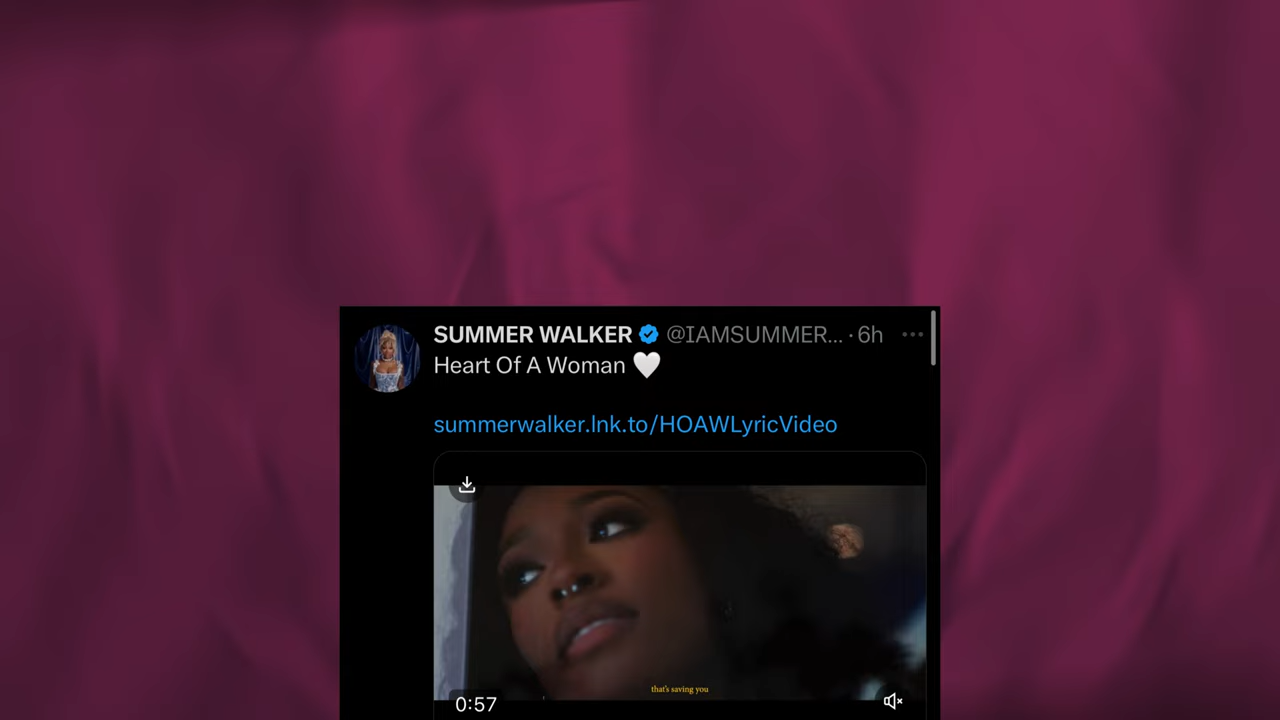 SUMMER WALKER @IAMSUMMER... · 6h
Heart Of A Woman 🤍
summerwalker.lnk.to/HOAWLyricVideo
that's saving you
0:57